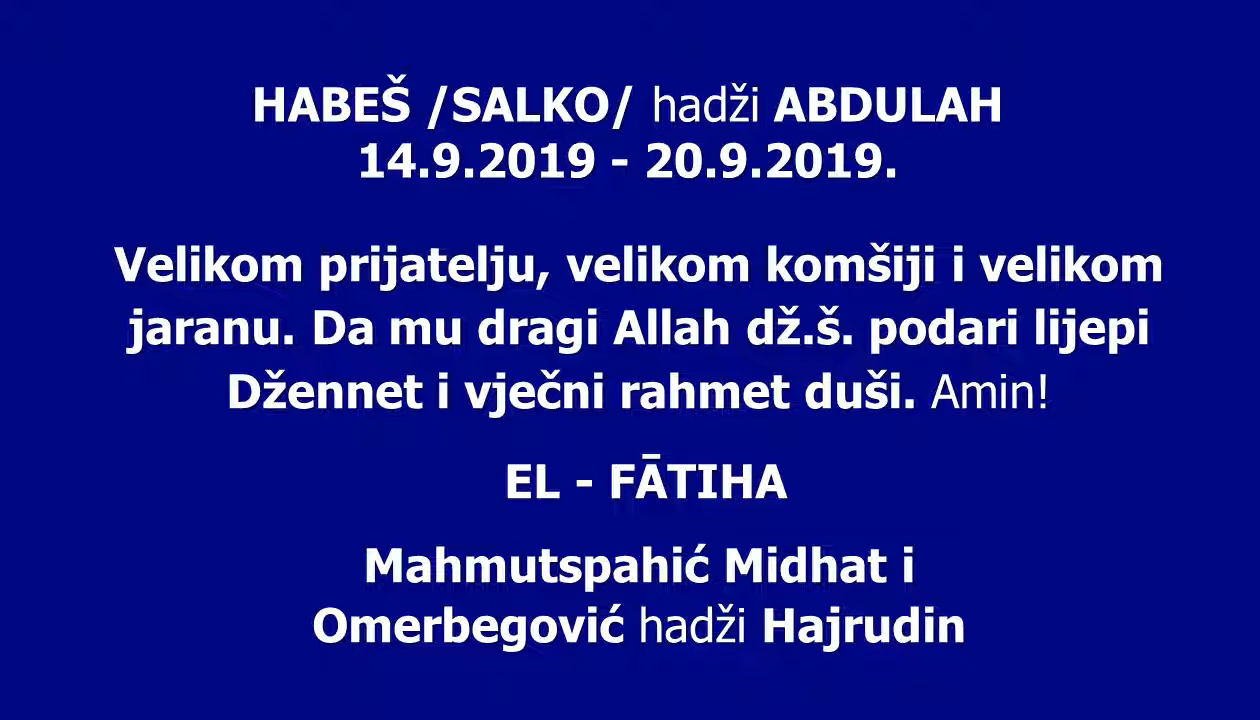 HABEŠ /SALKO/ hadži ABDULAH
14.9.2019 - 20.9.2019.
Velikom prijatelju, velikom komšiji i velikom
jaranu. Da mu dragi Allah dž.š. podari lijepi
Džennet i vječni rahmet duši. Amin!
EL - FĀTIHA
Mahmutspahić Midhat i
Omerbegović hadži Hajrudin